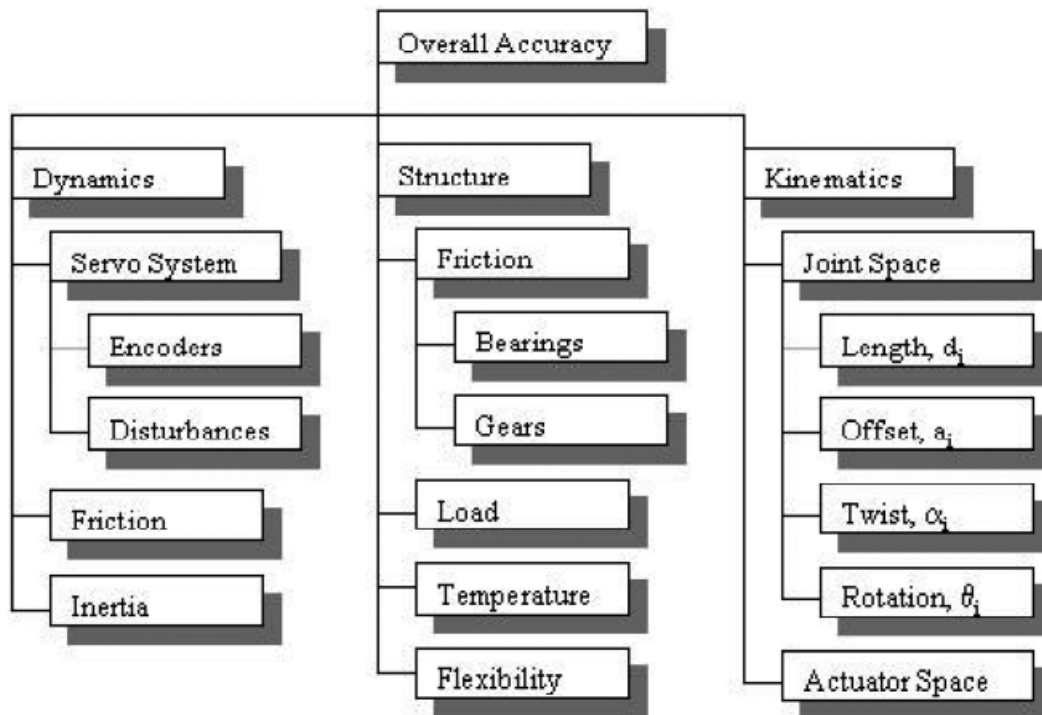 Overall Accuracy
Dynamics
Servo System
Encoders
Disturbances
Friction
Inertia
Structure
Friction
Bearings
Gears
Load
Temperature
Flexibility
Kinematics
Joint Space
Length, dᵢ
Offset, aᵢ
Twist, αᵢ
Rotation, θᵢ
Actuator Space